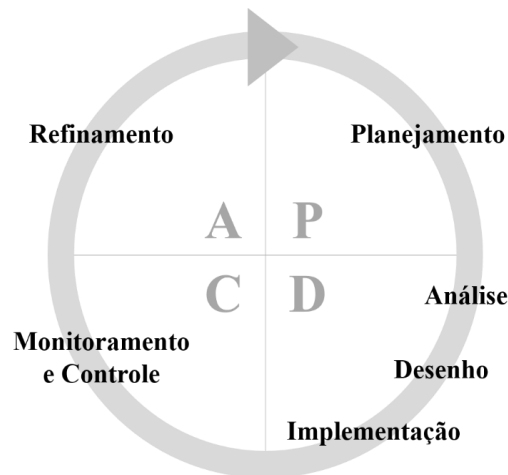 Refinamento
Planejamento
A P
C D
Análise
Monitoramento
e Controle
Desenho
Implementação